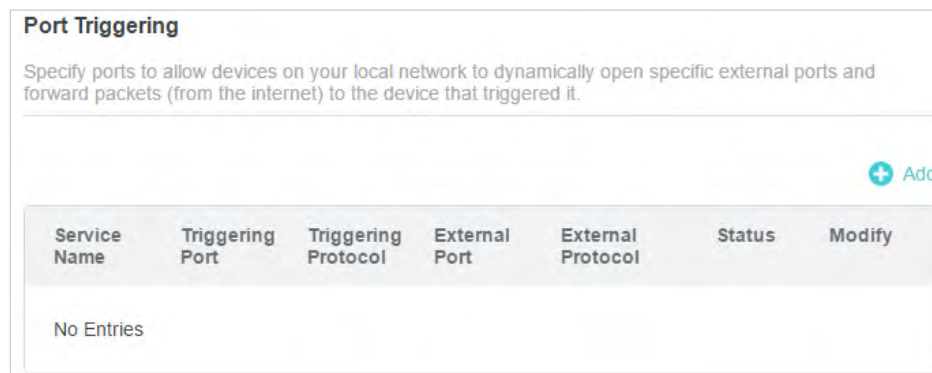 Port Triggering
Specify ports to allow devices on your local network to dynamically open specific external ports and
forward packets (from the internet) to the device that triggered it.
Add
Service Name Triggering Port Triggering Protocol External Port External Protocol Status Modify
No Entries